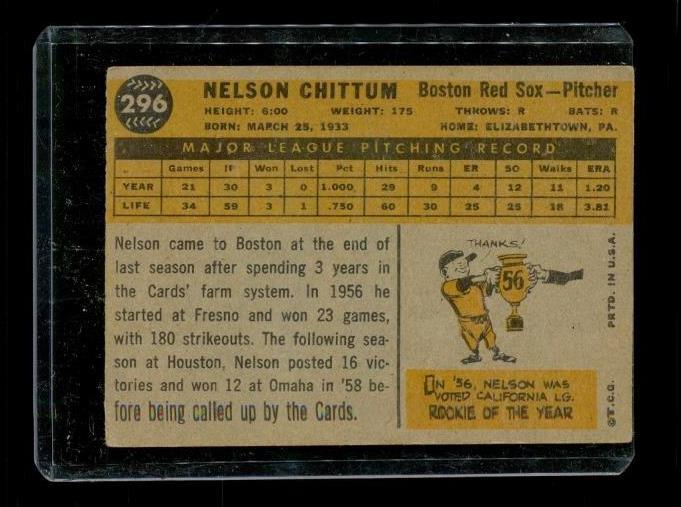 296
NELSON CHITTUM Boston Red Sox—Pitcher
HEIGHT: 6:00 WEIGHT: 175 THROWS: R BATS: R
BORN: MARCH 25, 1933 HOME: ELIZABETHTOWN, PA.
MAJOR LEAGUE PITCHING RECORD
Games IP Won Lost Pct Hits Runs ER SO Walks ERA
YEAR 21 30 3 0 1.000 29 9 4 12 11 1.20
LIFE 34 59 3 1 .750 60 30 25 25 18 3.81
Nelson came to Boston at the end of
last season after spending 3 years in
the Cards' farm system. In 1956 he
started at Fresno and won 23 games,
with 180 strikeouts. The following sea-
son at Houston, Nelson posted 16 vic-
tories and won 12 at Omaha in '58 be-
fore being called up by the Cards.
THANKS!
56
IN '56, NELSON WAS
VOTED CALIFORNIA LG.
ROOKIE OF THE YEAR
©T.C.G. PRTD. IN U.S.A.